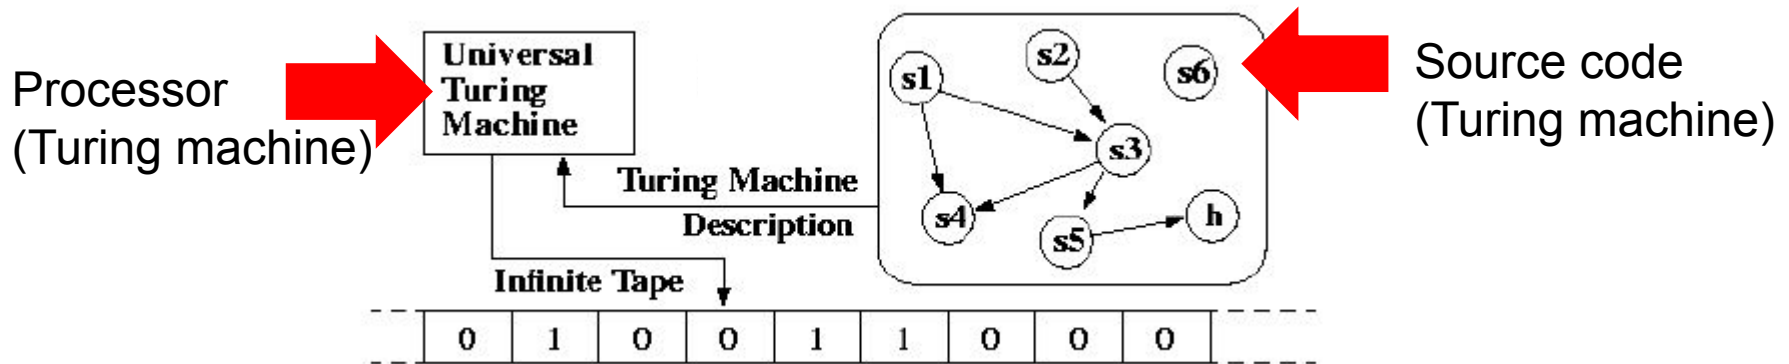 Processor
(Turing machine)
Universal
Turing
Machine
Turing Machine
Description
Infinite Tape
s1
s2
s6
s3
s4
s5
h
Source code
(Turing machine)
0 1 0 0 1 1 0 0 0